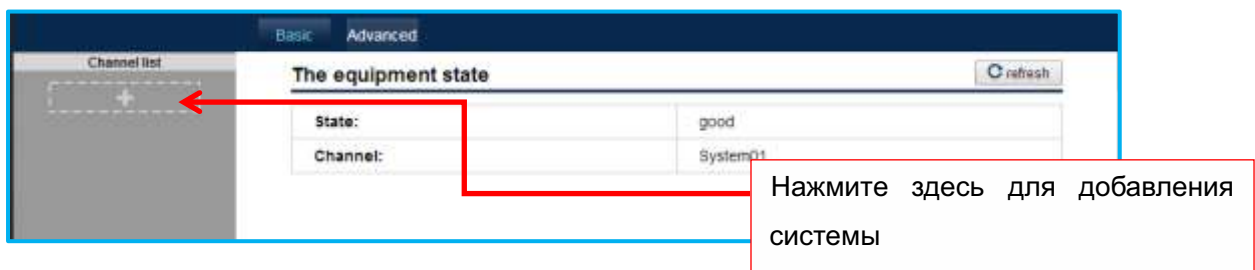 Basic Advanced
Channel list
+
The equipment state
refresh
State: good
Channel: System01
Нажмите здесь для добавления
системы